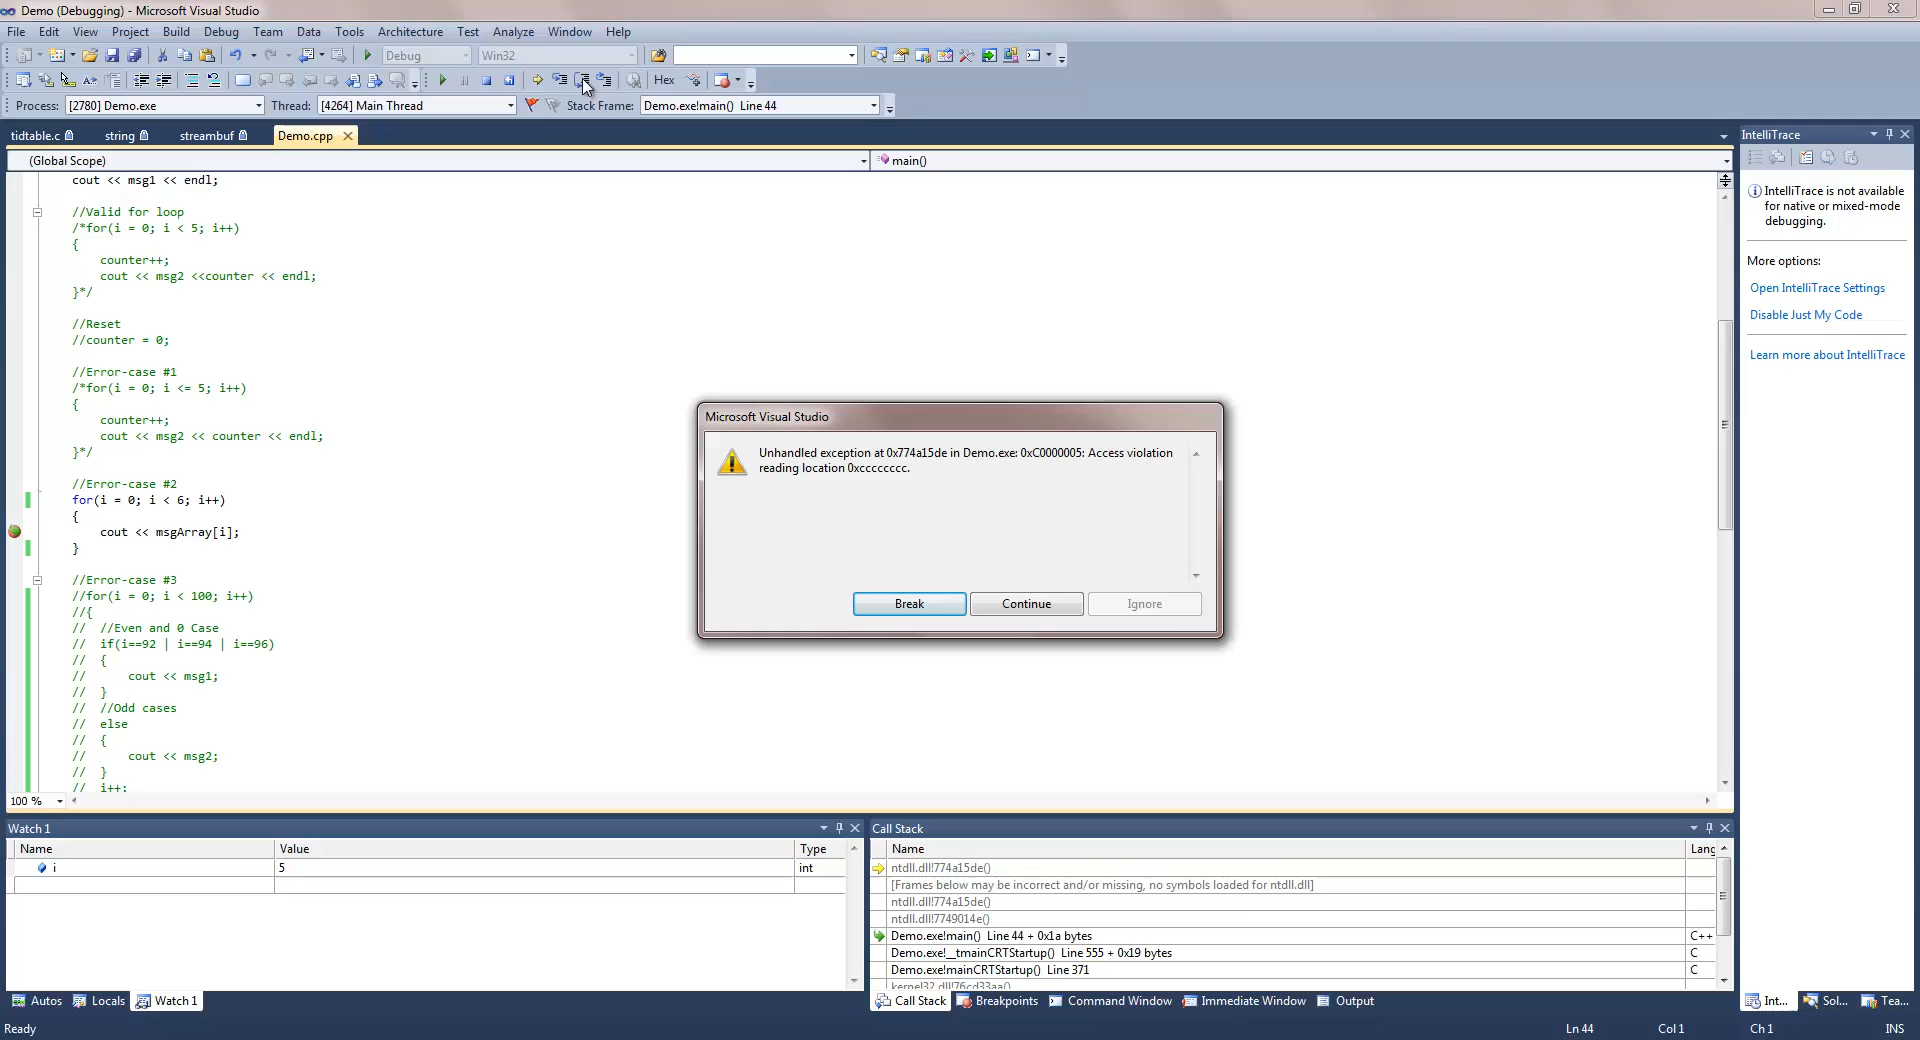 Demo (Debugging) - Microsoft Visual Studio
File Edit View Project Build Debug Team Data Tools Architecture Test Analyze Window Help
Debug Win32
Hex
Process: [2780] Demo.exe Thread: [4264] Main Thread Stack Frame: Demo.exe!main() Line 44
tidtable.c string streambuf Demo.cpp
(Global Scope) main()
cout << msg1 << endl;
//Valid for loop
/*for(i = 0; i < 5; i++)
{
counter++;
cout << msg2 <<counter << endl;
}*/
//Reset
//counter = 0;
//Error-case #1
/*for(i = 0; i <= 5; i++)
{
counter++;
cout << msg2 << counter << endl;
}*/
//Error-case #2
for(i = 0; i < 6; i++)
{
cout << msgArray[i];
}
//Error-case #3
//for(i = 0; i < 100; i++)
//{
// //Even and 0 Case
// if(i==92 | i==94 | i==96)
// {
// cout << msg1;
// }
// //Odd cases
// else
// {
// cout << msg2;
// }
// i++;
100 %
Microsoft Visual Studio
Unhandled exception at 0x774a15de in Demo.exe: 0xC0000005: Access violation
reading location 0xcccccccc.
Break Continue Ignore
IntelliTrace
IntelliTrace is not available
for native or mixed-mode
debugging.
More options:
Open IntelliTrace Settings
Disable Just My Code
Learn more about IntelliTrace
Watch 1
Name Value Type
i 5 int
Autos Locals Watch 1
Call Stack
Name Lang
ntdll.dll!774a15de()
[Frames below may be incorrect and/or missing, no symbols loaded for ntdll.dll]
ntdll.dll!774a15de()
ntdll.dll!7749014e()
Demo.exe!main() Line 44 + 0x1a bytes C++
Demo.exe!__tmainCRTStartup() Line 555 + 0x19 bytes C
Demo.exe!mainCRTStartup() Line 371 C
kernel32.dll!76cd33aa()
Call Stack Breakpoints Command Window Immediate Window Output
Int... Sol... Tea...
Ready Ln 44 Col 1 Ch 1 INS